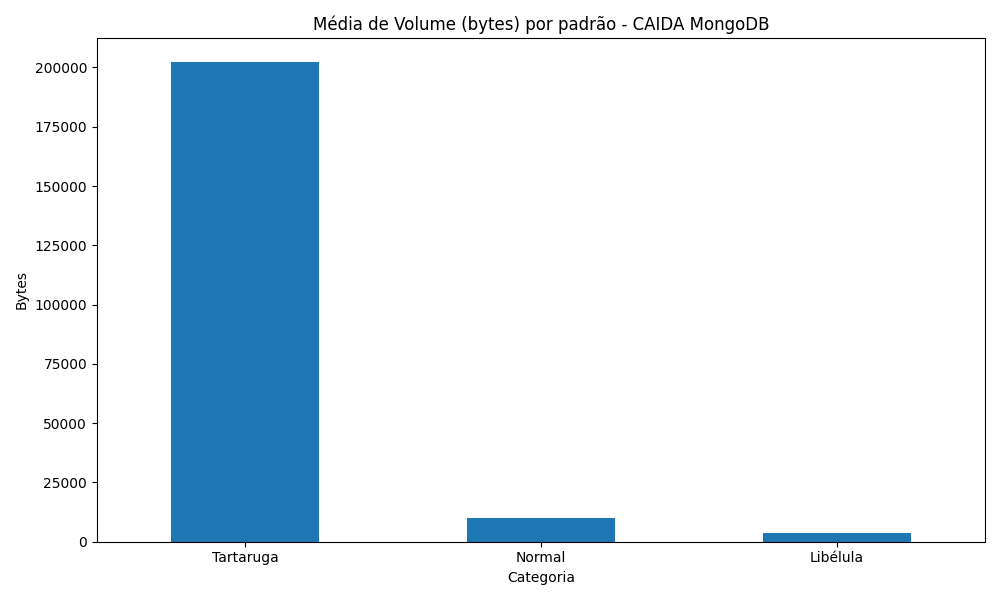 Média de Volume (bytes) por padrão - CAIDA MongoDB
200000
175000
150000
125000
100000
75000
50000
25000
0
Bytes
Tartaruga
Normal
Libélula
Categoria